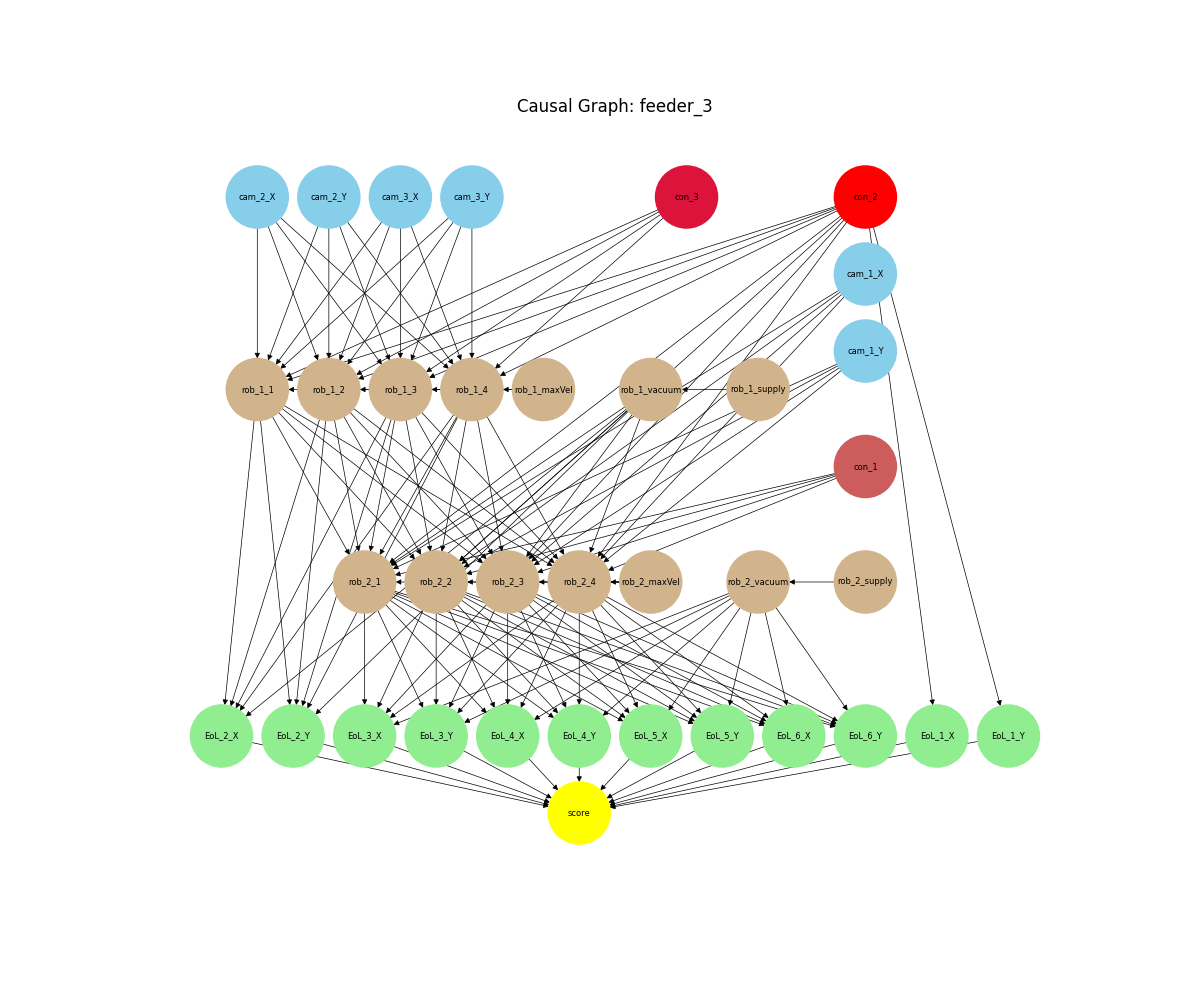 Causal Graph: feeder_3
cam_2_X
cam_2_Y
cam_3_X
cam_3_Y
con_3
con_2
cam_1_X
cam_1_Y
rob_1_1
rob_1_2
rob_1_3
rob_1_4
rob_1_maxVel
rob_1_vacuum
rob_1_supply
con_1
rob_2_1
rob_2_2
rob_2_3
rob_2_4
rob_2_maxVel
rob_2_vacuum
rob_2_supply
EoL_2_X
EoL_2_Y
EoL_3_X
EoL_3_Y
EoL_4_X
EoL_4_Y
EoL_5_X
EoL_5_Y
EoL_6_X
EoL_6_Y
EoL_1_X
EoL_1_Y
score